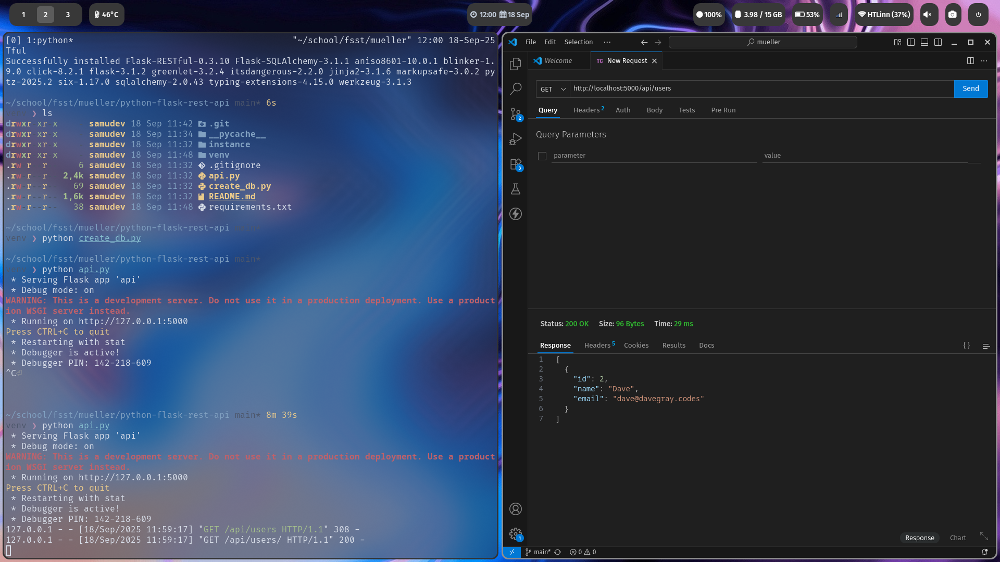 1 2 3 46°C 12:00 18 Sep 100% 3.98 / 15 GB 53% HTLinn (37%)
[0] 1:python* "~/school/fsst/mueller" 12:00 18-Sep-25
Tful
Successfully installed Flask-RESTful-0.3.10 Flask-SQLAlchemy-3.1.1 aniso8601-10.0.1 blinker-1.
9.0 click-8.2.1 flask-3.1.2 greenlet-3.2.4 itsdangerous-2.2.0 jinja2-3.1.6 markupsafe-3.0.2 py
tz-2025.2 six-1.17.0 sqlalchemy-2.0.43 typing-extensions-4.15.0 werkzeug-3.1.3
~/school/fsst/mueller/python-flask-rest-api main* 6s
venv ❯ ls
drwxr xr x samudev 18 Sep 11:42 .git
drwxr xr x samudev 18 Sep 11:34 __pycache__
drwxr xr x samudev 18 Sep 11:32 instance
drwxr xr x - samudev 18 Sep 11:48 venv
.rw r r 6 samudev 18 Sep 11:32 .gitignore
.rw-r--r 2,4k samudev 18 Sep 11:32 api.py
.rw-r--r-- 69 samudev 18 Sep 11:32 create_db.py
.rw-r--r-- 1,6k samudev 18 Sep 11:32 README.md
.rw-r--r-- 38 samudev 18 Sep 11:48 requirements.txt
~/school/fsst/mueller/python-flask-rest-api main*
venv ❯ python create_db.py
~/school/fsst/mueller/python-flask-rest-api main*
venv ❯ python api.py
* Serving Flask app 'api'
* Debug mode: on
WARNING: This is a development server. Do not use it in a production deployment. Use a product
ion WSGI server instead.
* Running on http://127.0.0.1:5000
Press CTRL+C to quit
* Restarting with stat
* Debugger is active!
* Debugger PIN: 142-218-609
^C⏎
~/school/fsst/mueller/python-flask-rest-api main* 8m 39s
venv ❯ python api.py
* Serving Flask app 'api'
* Debug mode: on
WARNING: This is a development server. Do not use it in a production deployment. Use a product
ion WSGI server instead.
* Running on http://127.0.0.1:5000
Press CTRL+C to quit
* Restarting with stat
* Debugger is active!
* Debugger PIN: 142-218-609
127.0.0.1 - - [18/Sep/2025 11:59:17] "GET /api/users HTTP/1.1" 308 -
127.0.0.1 - - [18/Sep/2025 11:59:17] "GET /api/users/ HTTP/1.1" 200 -
File Edit Selection ··· mueller
Welcome TC New Request
GET http://localhost:5000/api/users Send
Query Headers 2 Auth Body Tests Pre Run
2
Query Parameters
parameter value
3
Status: 200 OK Size: 96 Bytes Time: 29 ms
Response Headers 5 Cookies Results Docs { }
1 [
2 {
3 "id": 2,
4 "name": "Dave",
5 "email": "dave@davegray.codes"
6 }
7 ]
1
Response Chart
main* 0 0